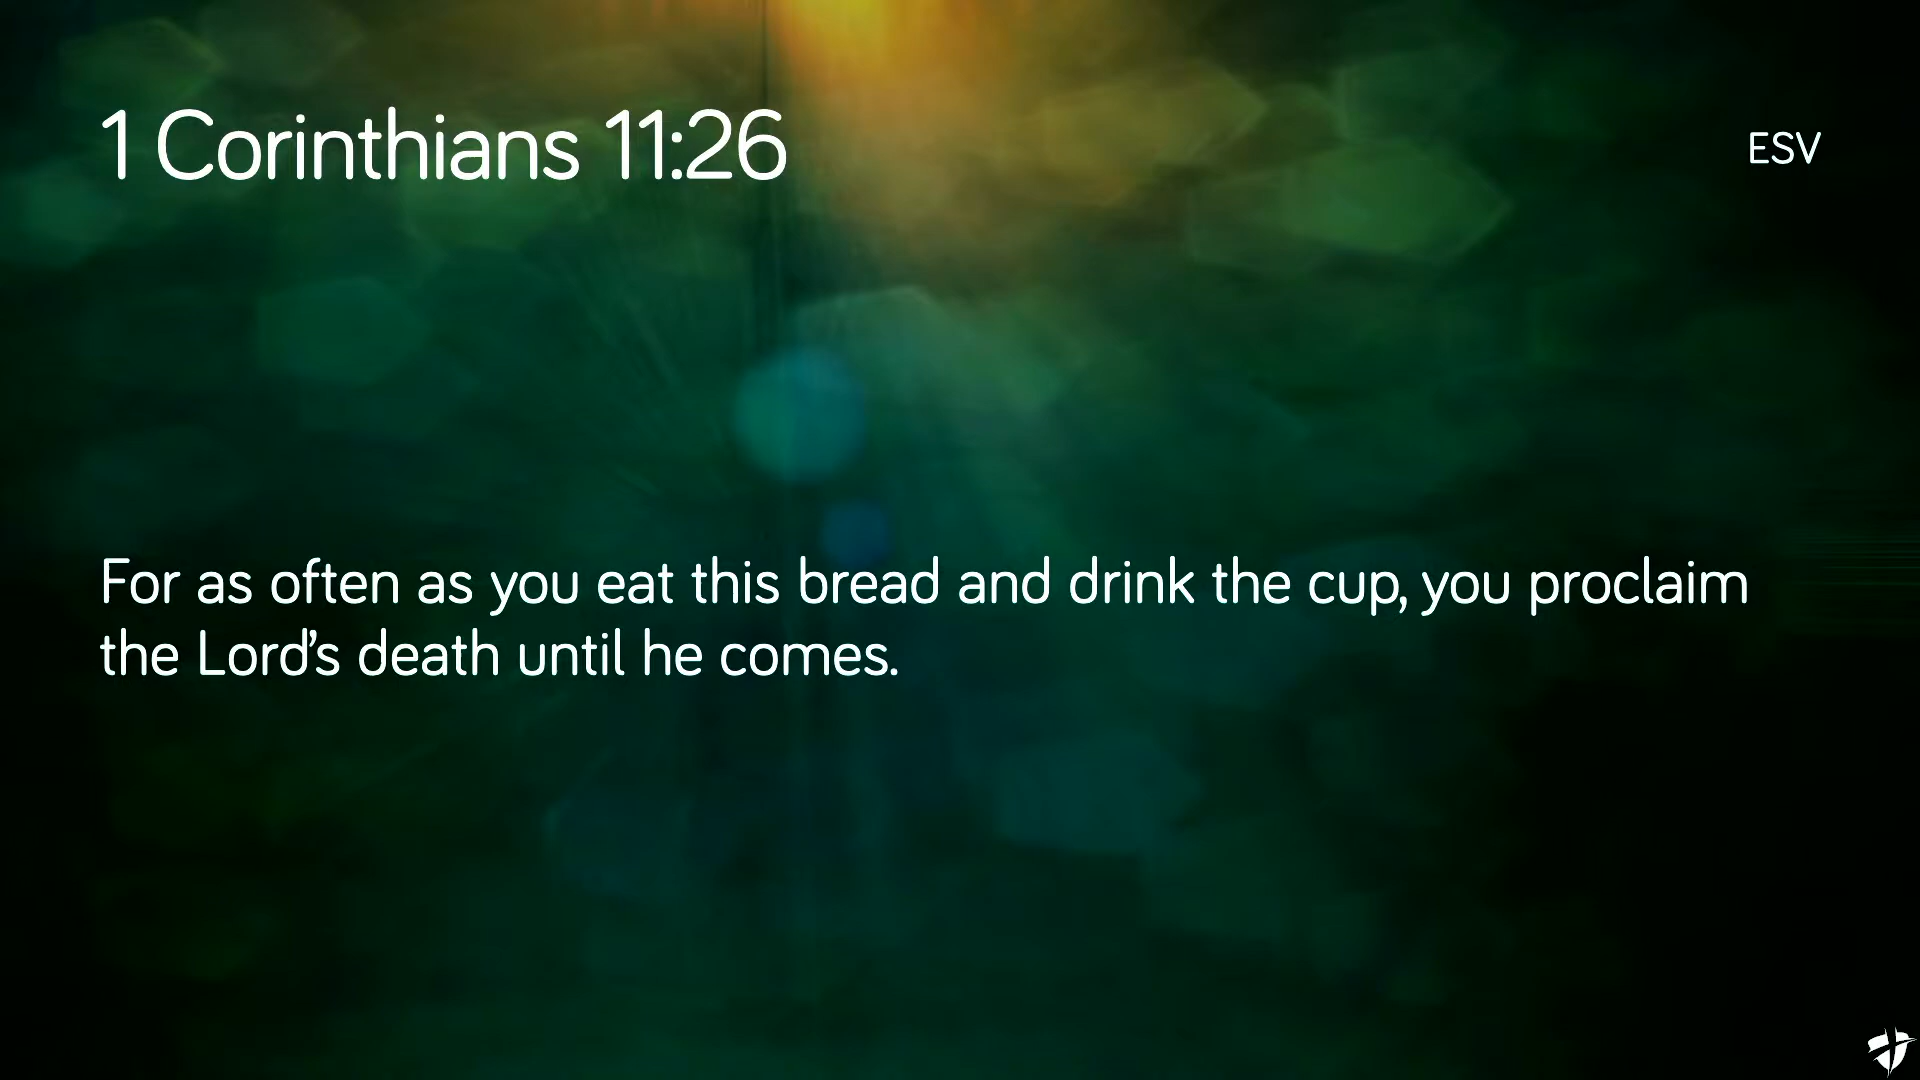 1 Corinthians 11:26
ESV
For as often as you eat this bread and drink the cup, you proclaim
the Lord’s death until he comes.